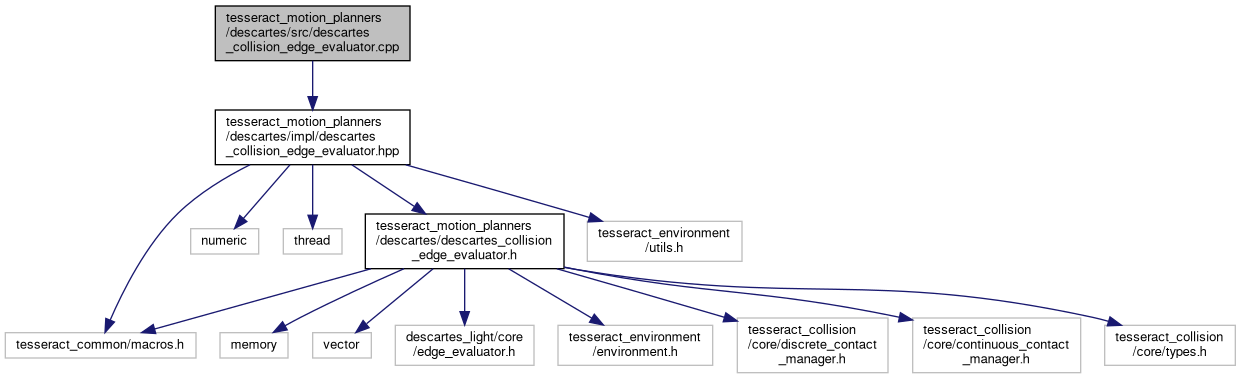 tesseract_motion_planners
/descartes/src/descartes
_collision_edge_evaluator.cpp
tesseract_motion_planners
/descartes/impl/descartes
_collision_edge_evaluator.hpp
numeric
thread
tesseract_motion_planners
/descartes/descartes_collision
_edge_evaluator.h
tesseract_environment
/utils.h
tesseract_common/macros.h
memory
vector
descartes_light/core
/edge_evaluator.h
tesseract_environment
/environment.h
tesseract_collision
/core/discrete_contact
_manager.h
tesseract_collision
/core/continuous_contact
_manager.h
tesseract_collision
/core/types.h